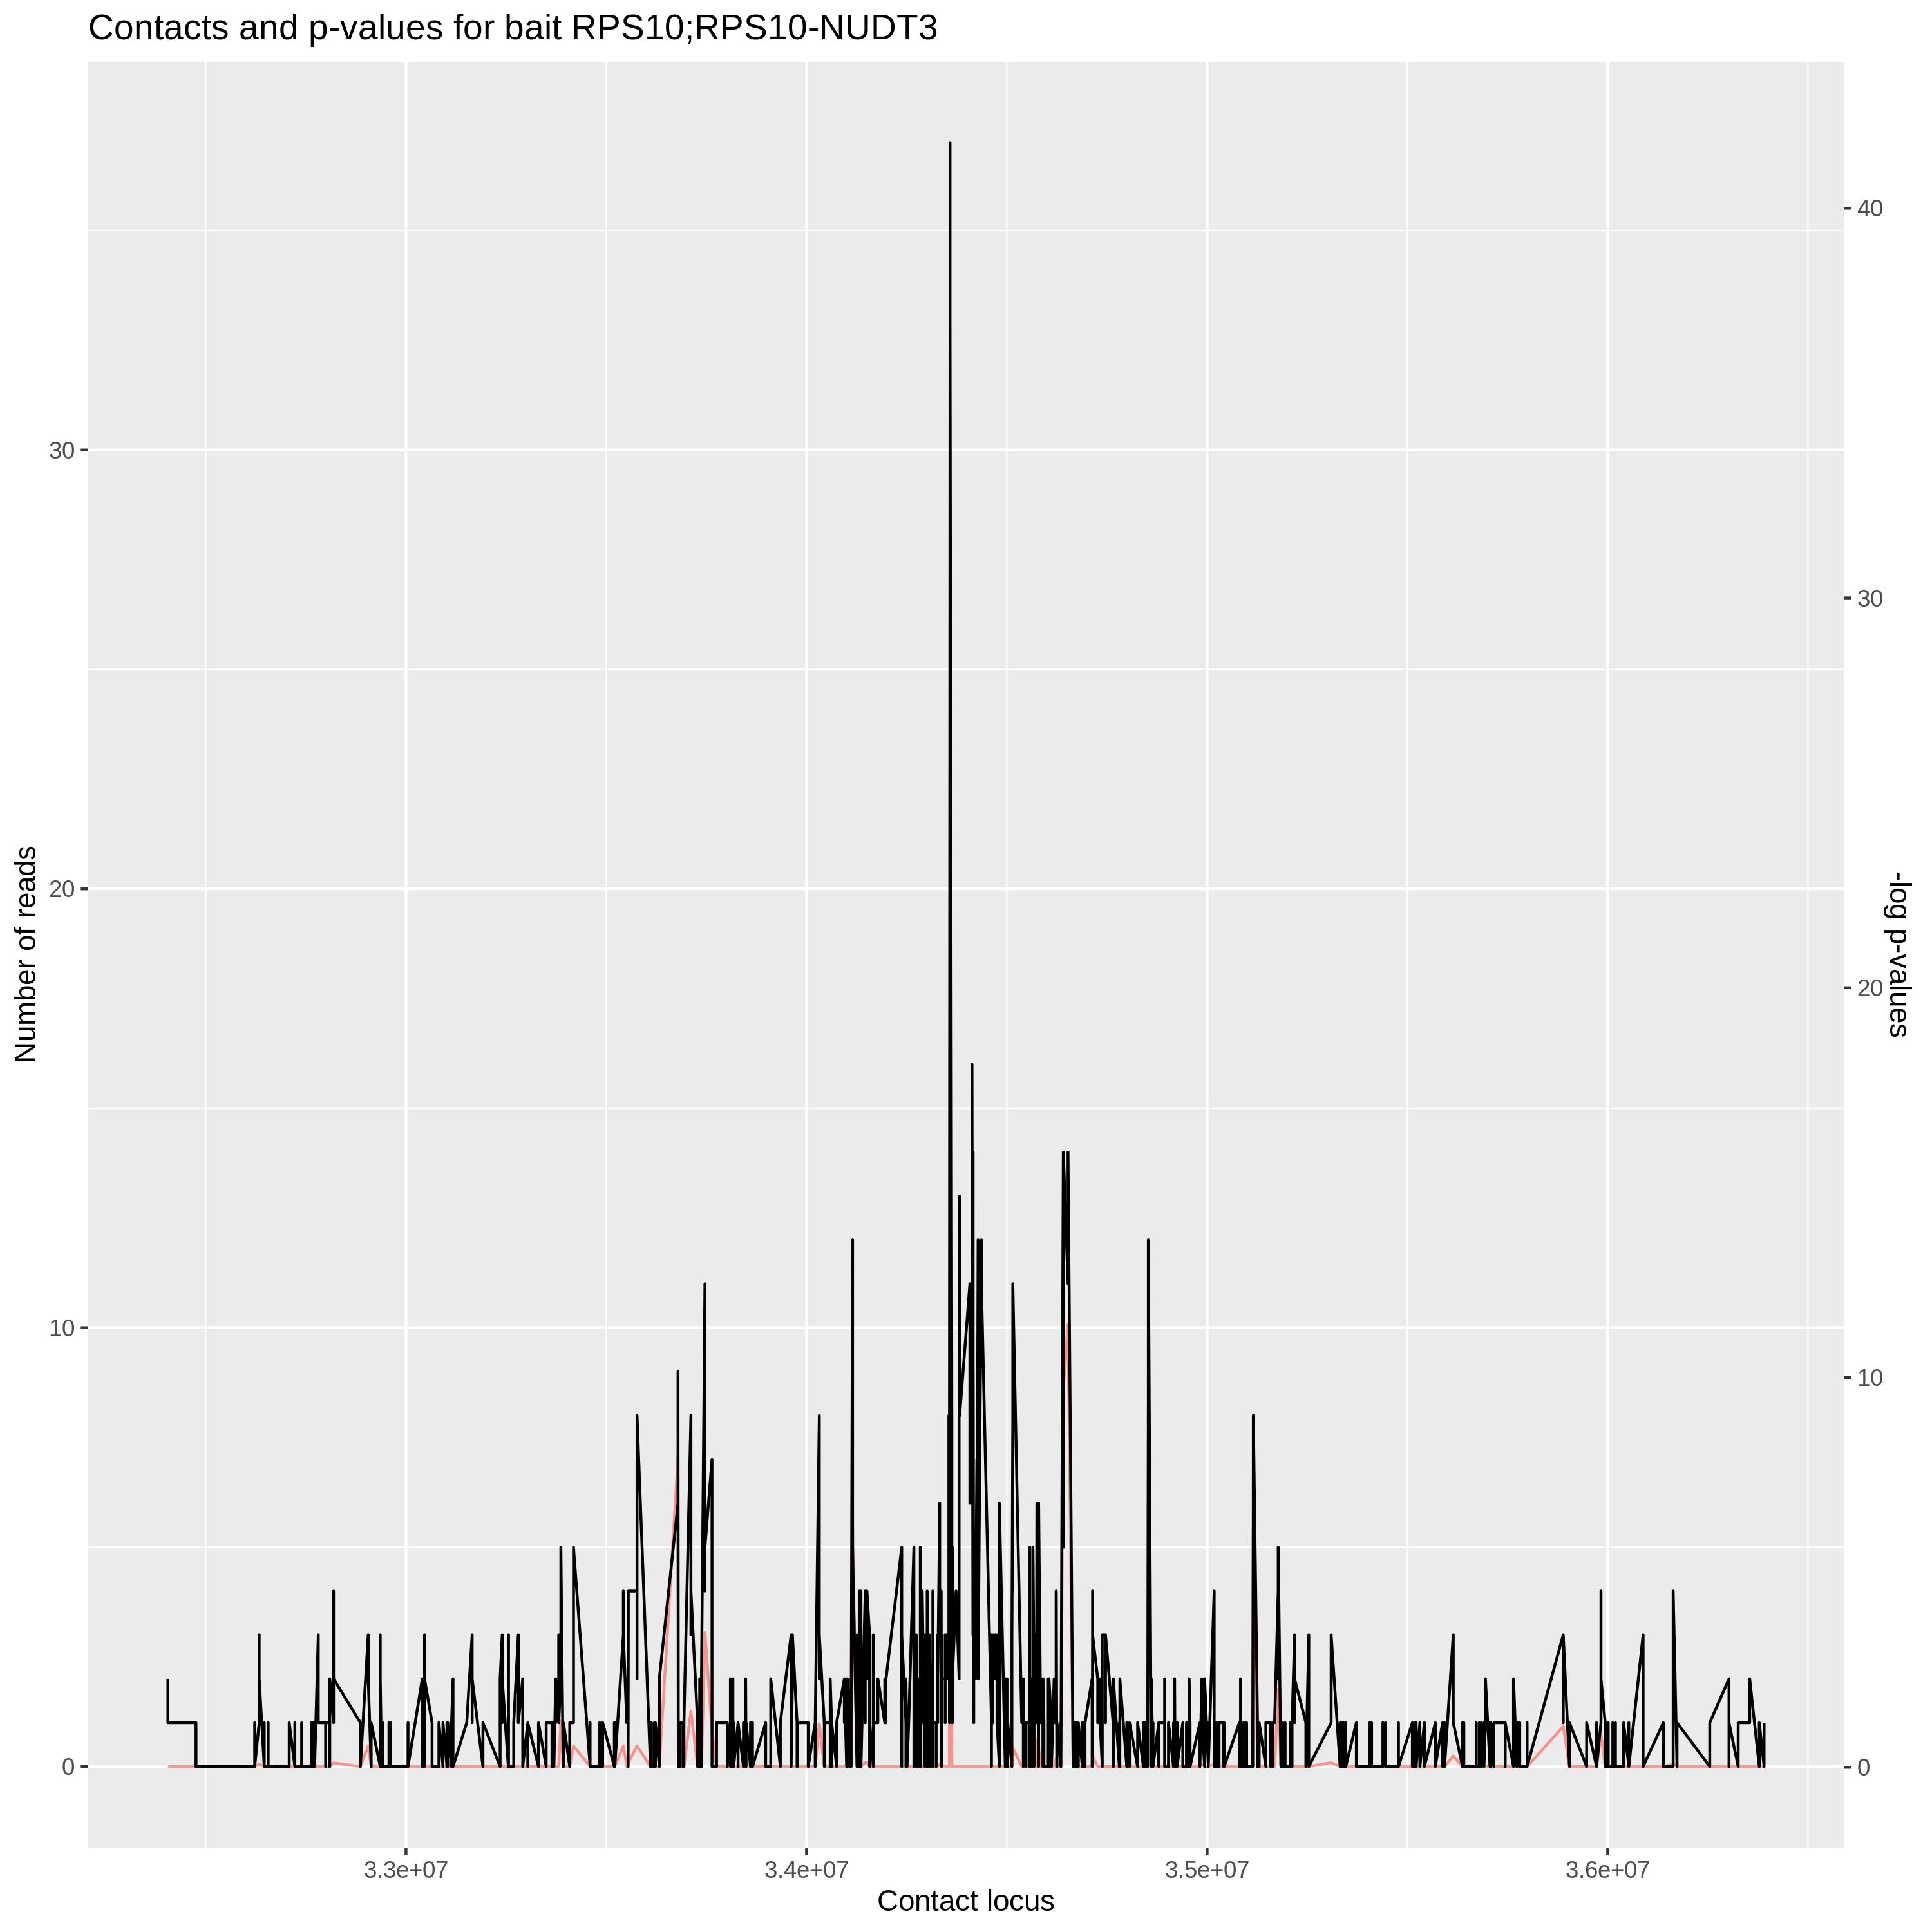 Contacts and p-values for bait RPS10;RPS10-NUDT3
Number of reads
30
20
10
0
40
30
20
10
0
-log p-values
3.3e+07
3.4e+07
3.5e+07
3.6e+07
Contact locus